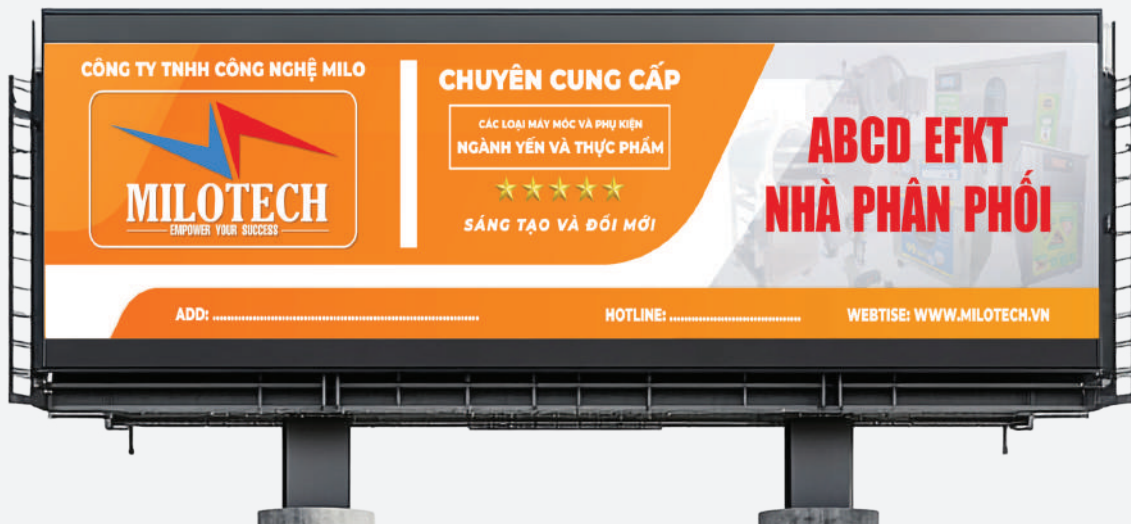 CÔNG TY TNHH CÔNG NGHỆ MILO
MILOTECH
EMPOWER YOUR SUCCESS
CHUYÊN CUNG CẤP
CÁC LOẠI MÁY MÓC VÀ PHỤ KIỆN
NGÀNH YẾN VÀ THỰC PHẨM
SÁNG TẠO VÀ ĐỔI MỚI
ABCD EFKT
NHÀ PHÂN PHỐI
ADD: ........................................................................
HOTLINE: ....................................
WEBTISE: WWW.MILOTECH.VN